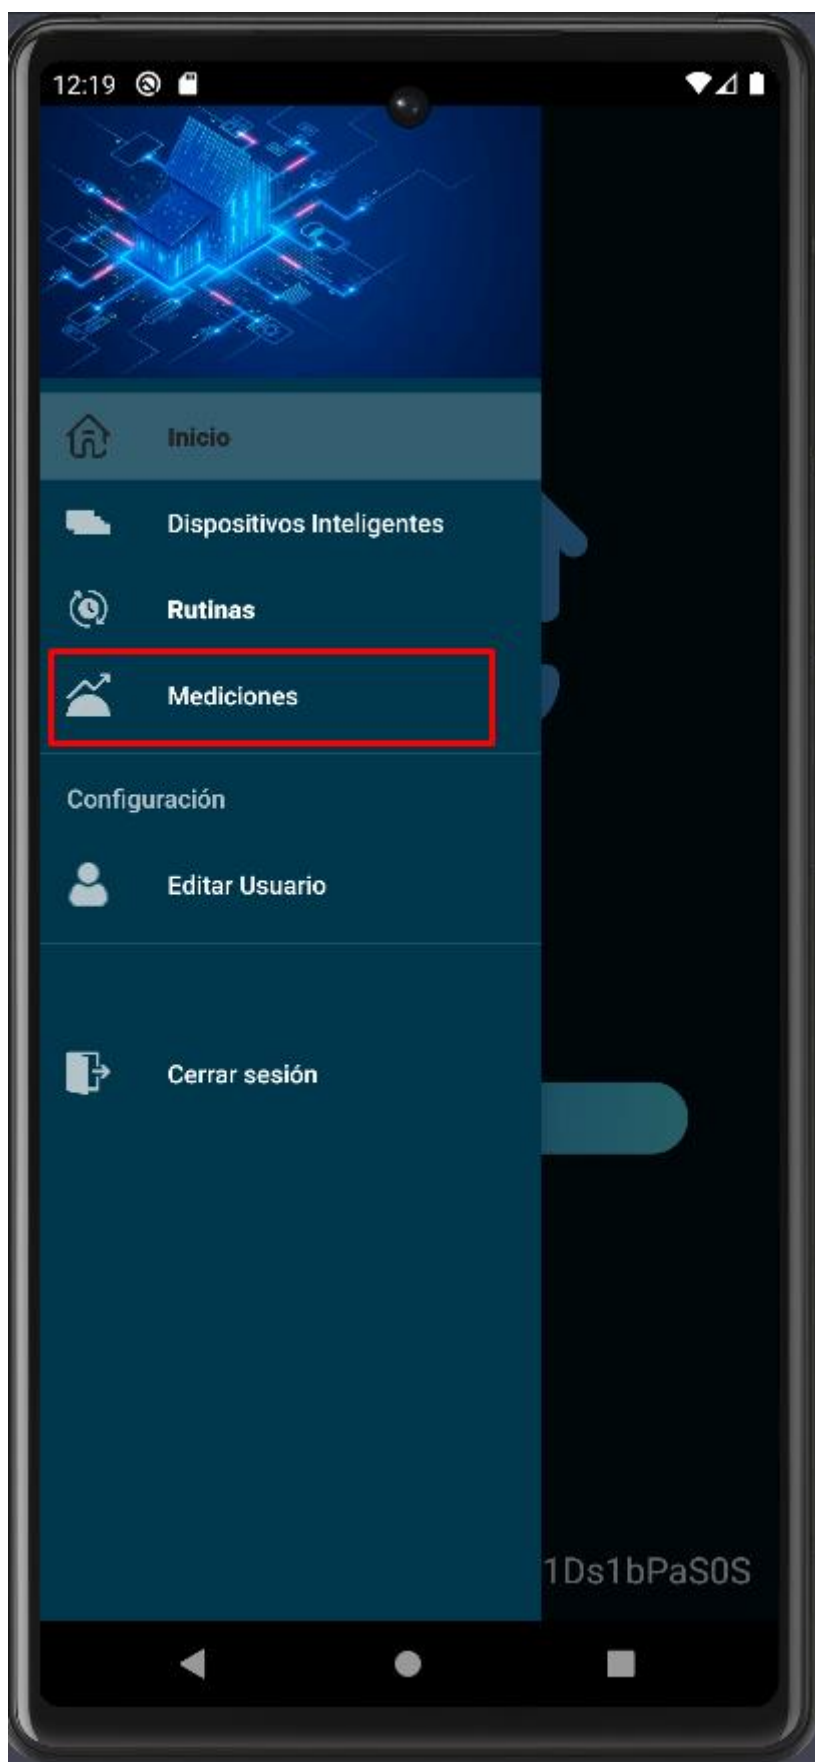 12:19
Inicio
Dispositivos Inteligentes
Rutinas
Mediciones
Configuración
Editar Usuario
Cerrar sesión
1Ds1bPaS0S